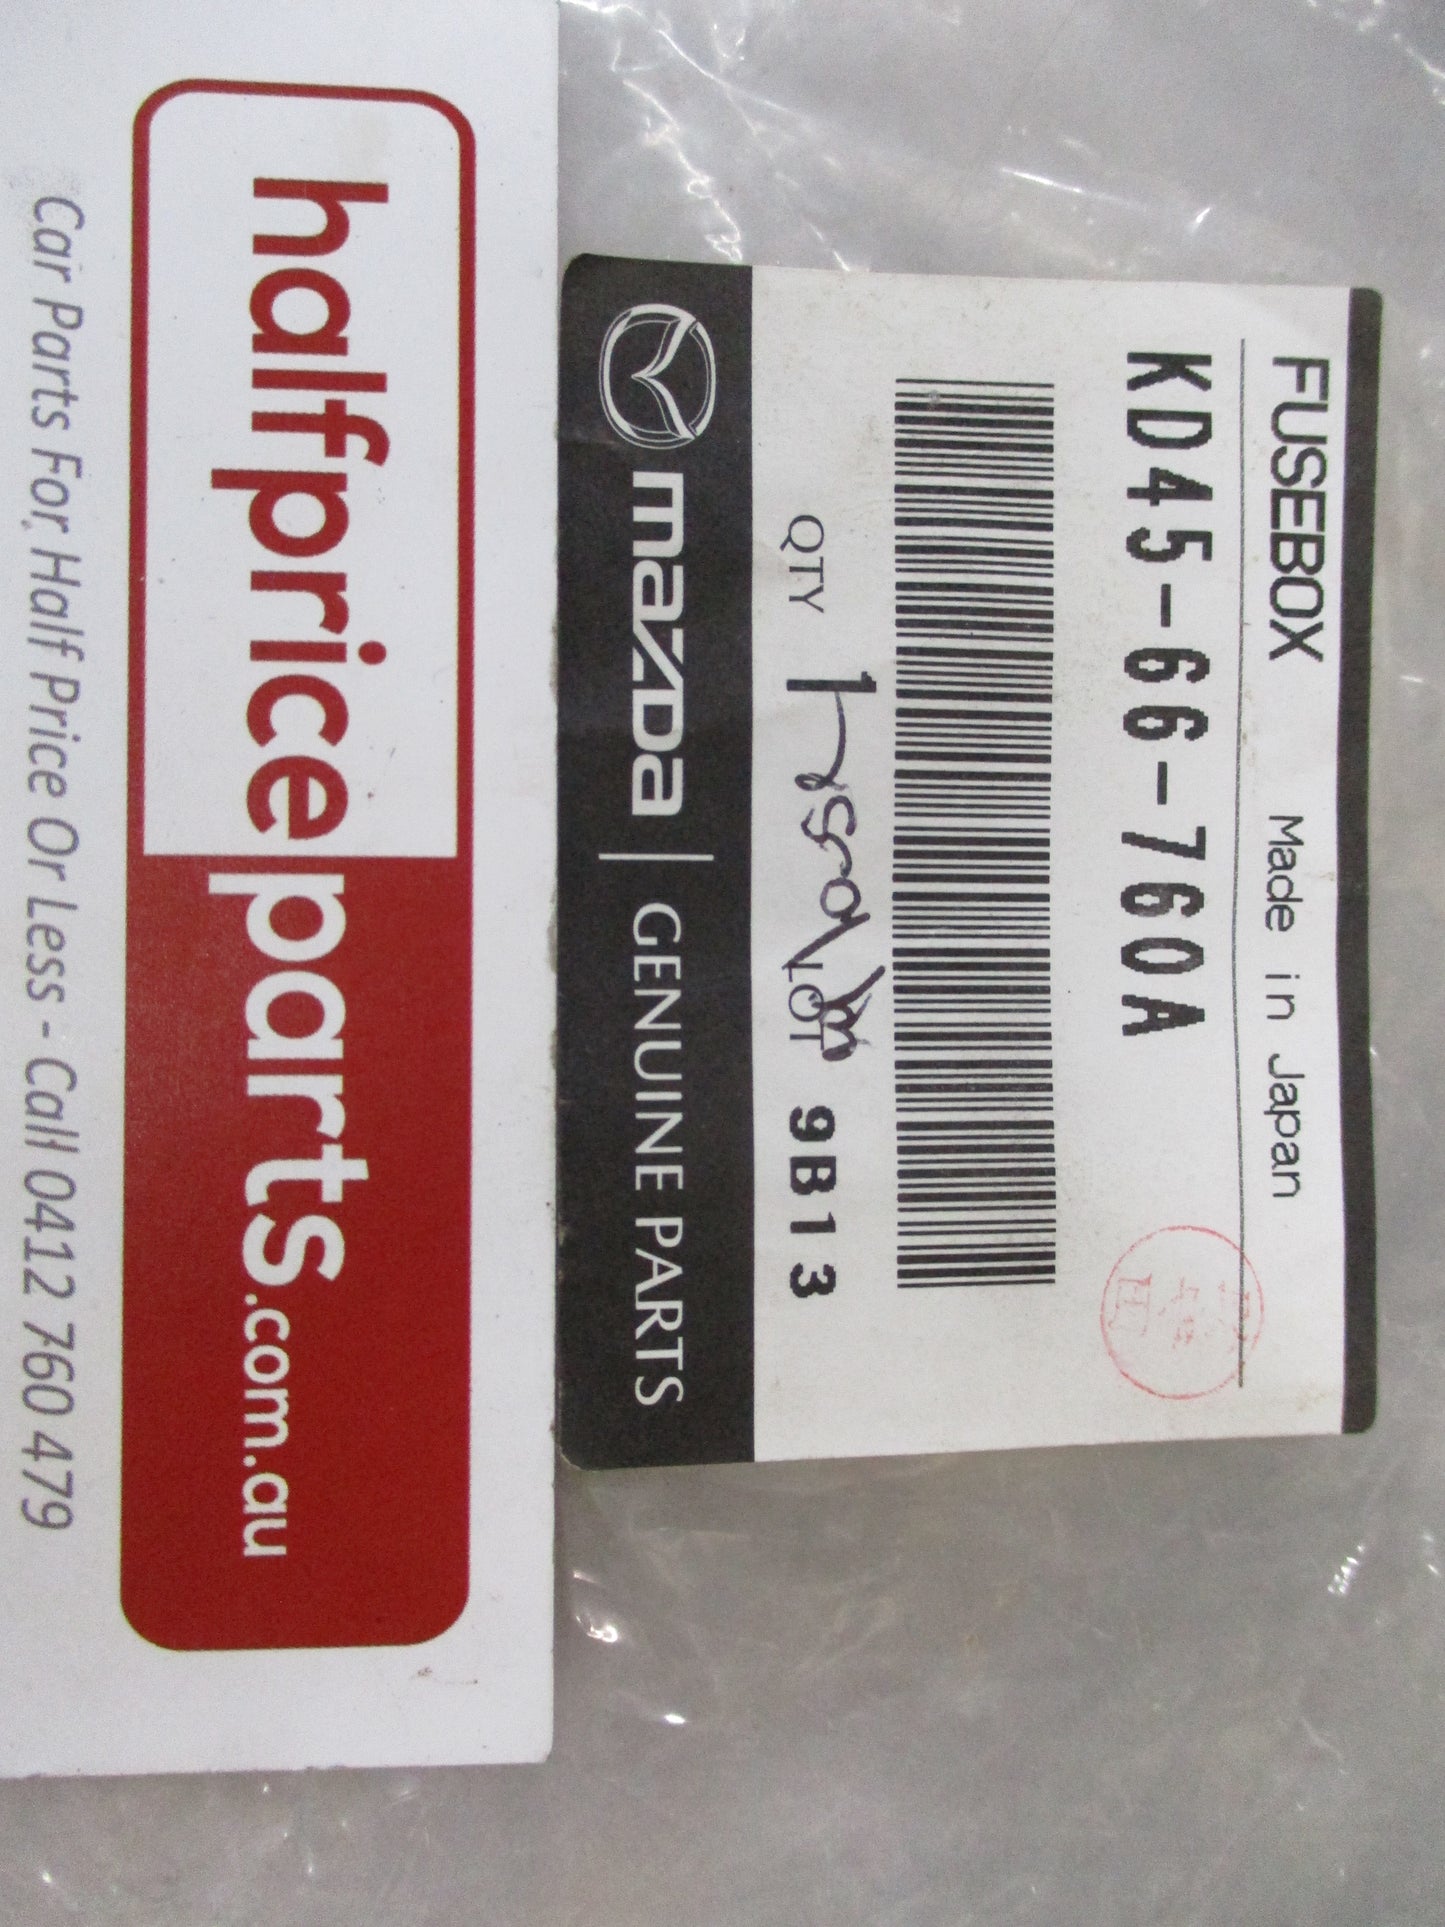 FUSEBOX Made in Japan
KD45-66-760A
QTY 1 LOT 9B13
mazda | GENUINE PARTS
halfpriceparts.com.au
Car Parts For Half Price Or Less - Call 0412 760 479